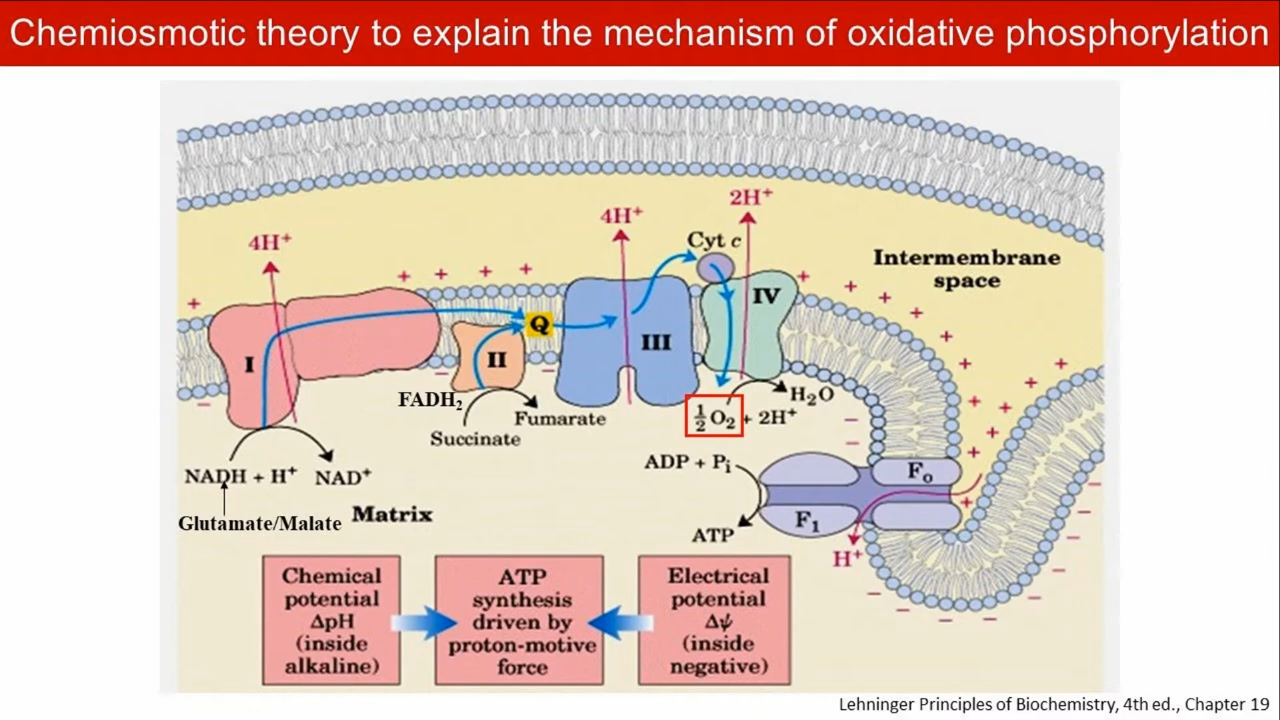 Chemiosmotic theory to explain the mechanism of oxidative phosphorylation
2H⁺
4H⁺
4H⁺
Cyt c
Intermembrane
space
I
II
Q
III
IV
FADH₂
Fumarate
Succinate
H₂O
½ O₂ + 2H⁺
NADH + H⁺ NAD⁺
Glutamate/Malate
Matrix
ADP + Pᵢ
ATP
F₁
Fₒ
H⁺
Chemical
potential
ΔpH
(inside
alkaline)
ATP
synthesis
driven by
proton-motive
force
Electrical
potential
Δψ
(inside
negative)
Lehninger Principles of Biochemistry, 4th ed., Chapter 19